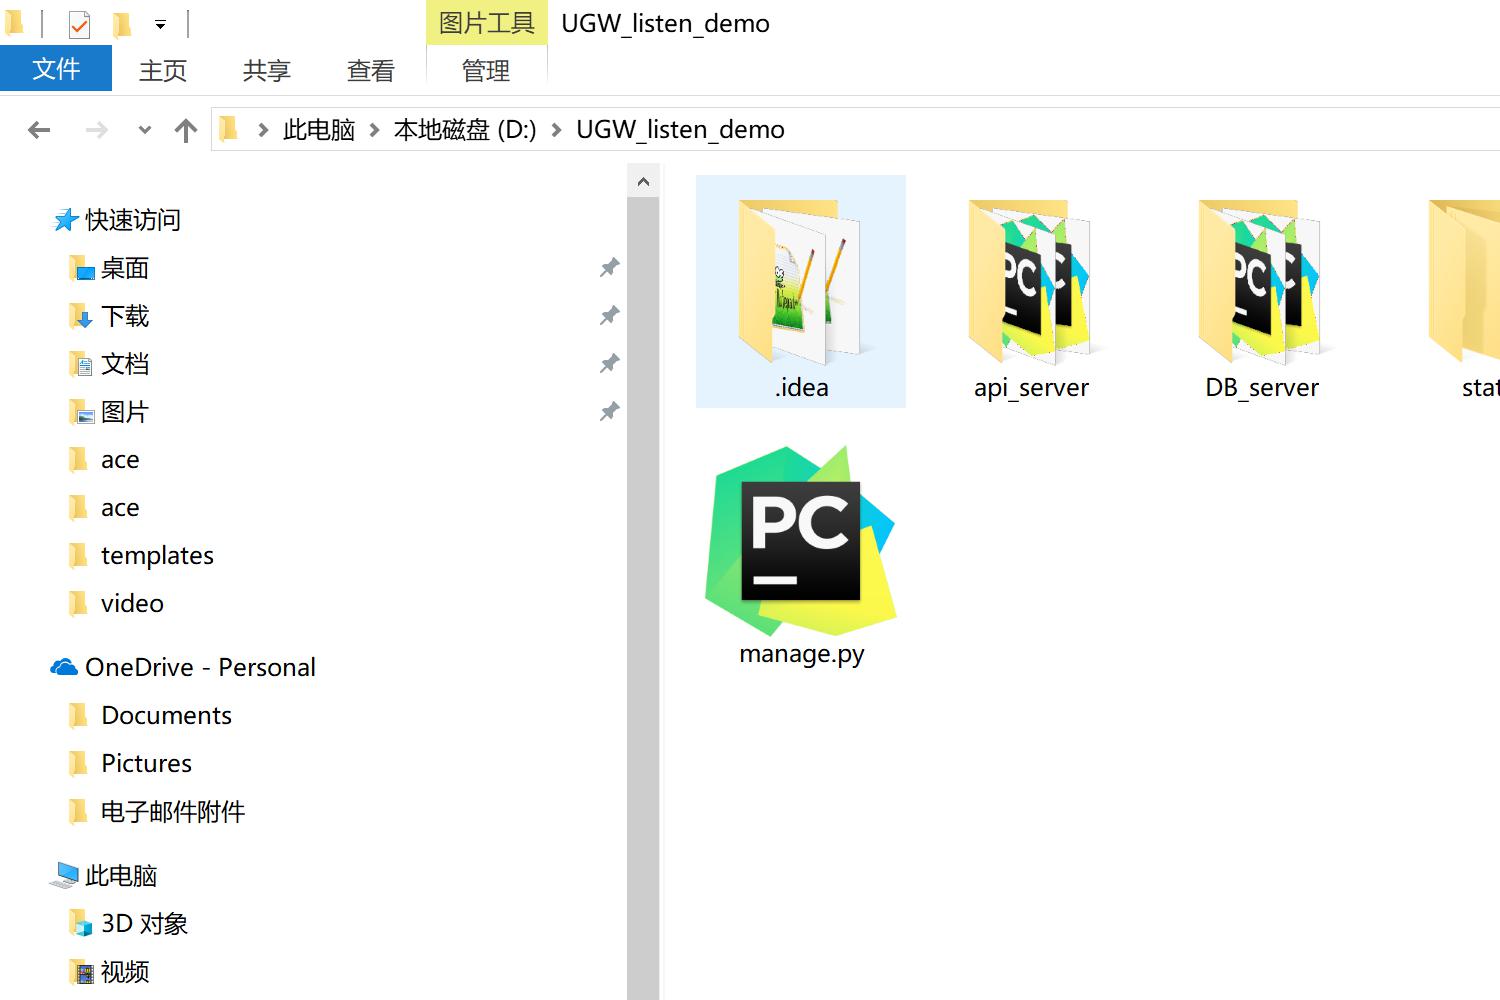 图片工具 UGW_listen_demo
文件 主页 共享 查看 管理
此电脑 本地磁盘 (D:) UGW_listen_demo
快速访问
桌面
下载
文档
图片
ace
ace
templates
video
OneDrive - Personal
Documents
Pictures
电子邮件附件
此电脑
3D 对象
视频
.idea api_server DB_server
PC
manage.py